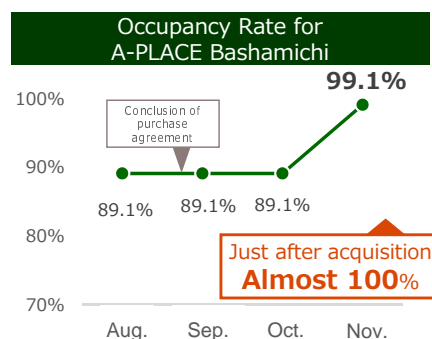 Occupancy Rate for
A-PLACE Bashamichi
99.1%
100%
Conclusion of
purchase
agreement
90%
89.1%
89.1%
89.1%
80%
Just after acquisition
Almost 100%
70%
Aug.
Sep.
Oct.
Nov.